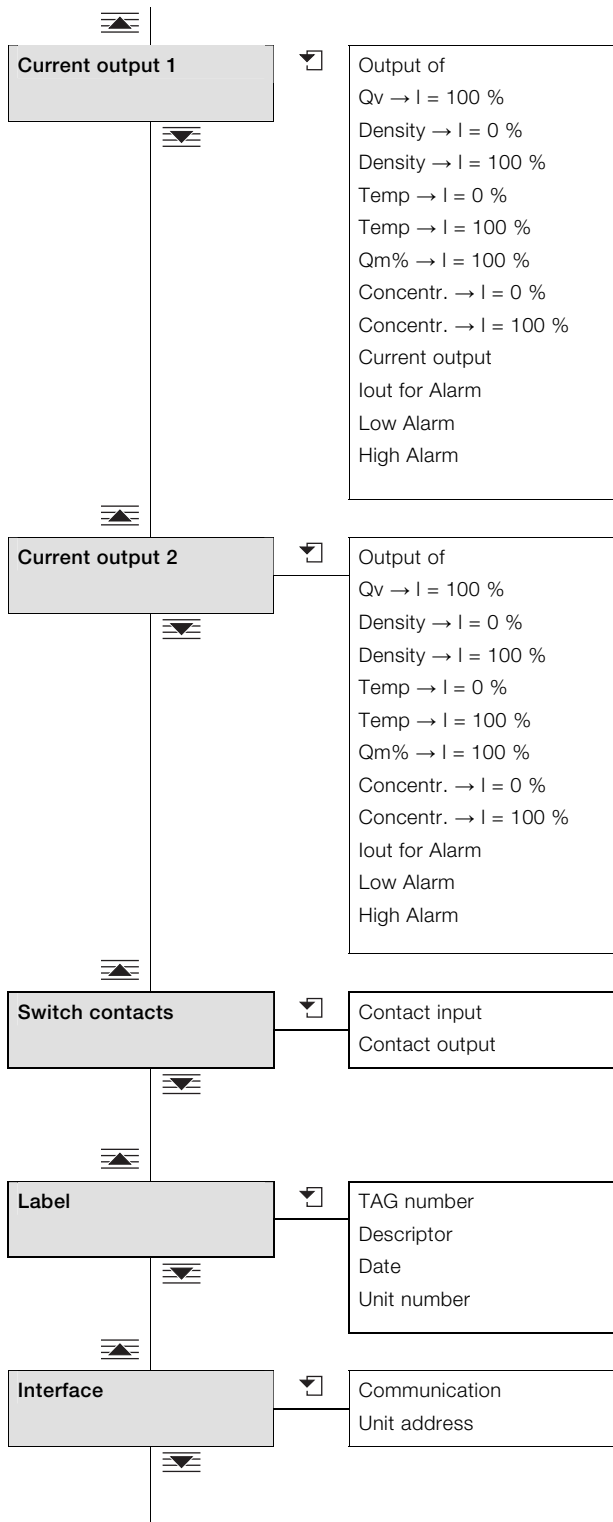 Current output 1
Output of
Qv → I = 100 %
Density → I = 0 %
Density → I = 100 %
Temp → I = 0 %
Temp → I = 100 %
Qm% → I = 100 %
Concentr. → I = 0 %
Concentr. → I = 100 %
Current output
Iout for Alarm
Low Alarm
High Alarm
Current output 2
Output of
Qv → I = 100 %
Density → I = 0 %
Density → I = 100 %
Temp → I = 0 %
Temp → I = 100 %
Qm% → I = 100 %
Concentr. → I = 0 %
Concentr. → I = 100 %
Iout for Alarm
Low Alarm
High Alarm
Switch contacts
Contact input
Contact output
Label
TAG number
Descriptor
Date
Unit number
Interface
Communication
Unit address